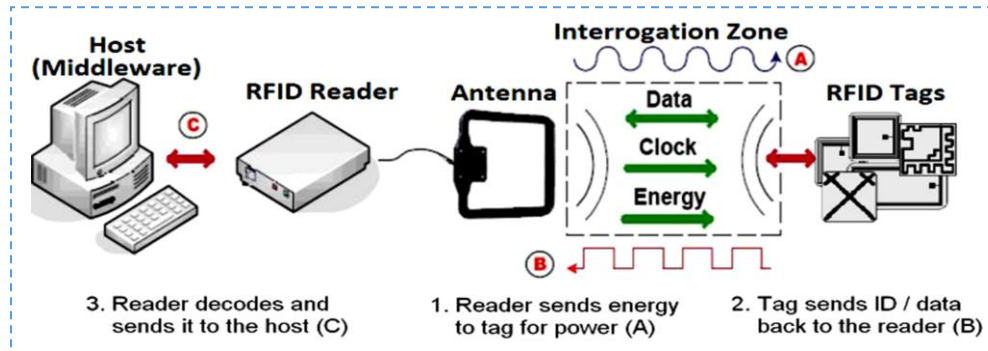 Interrogation Zone
A
Host
(Middleware)
RFID Reader
Antenna
RFID Tags
C
Data
Clock
Energy
B
3. Reader decodes and
sends it to the host (C)
1. Reader sends energy
to tag for power (A)
2. Tag sends ID / data
back to the reader (B)